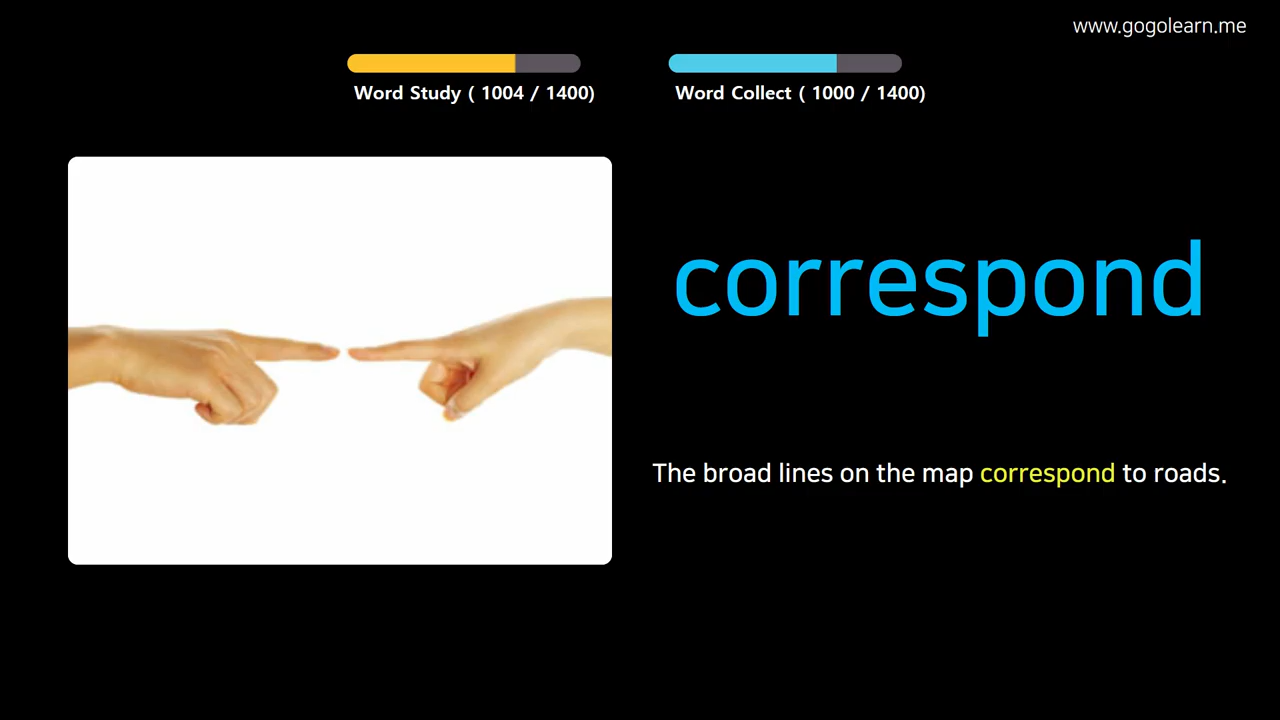 www.gogolearn.me
Word Study ( 1004 / 1400)
Word Collect ( 1000 / 1400)
correspond
The broad lines on the map correspond to roads.